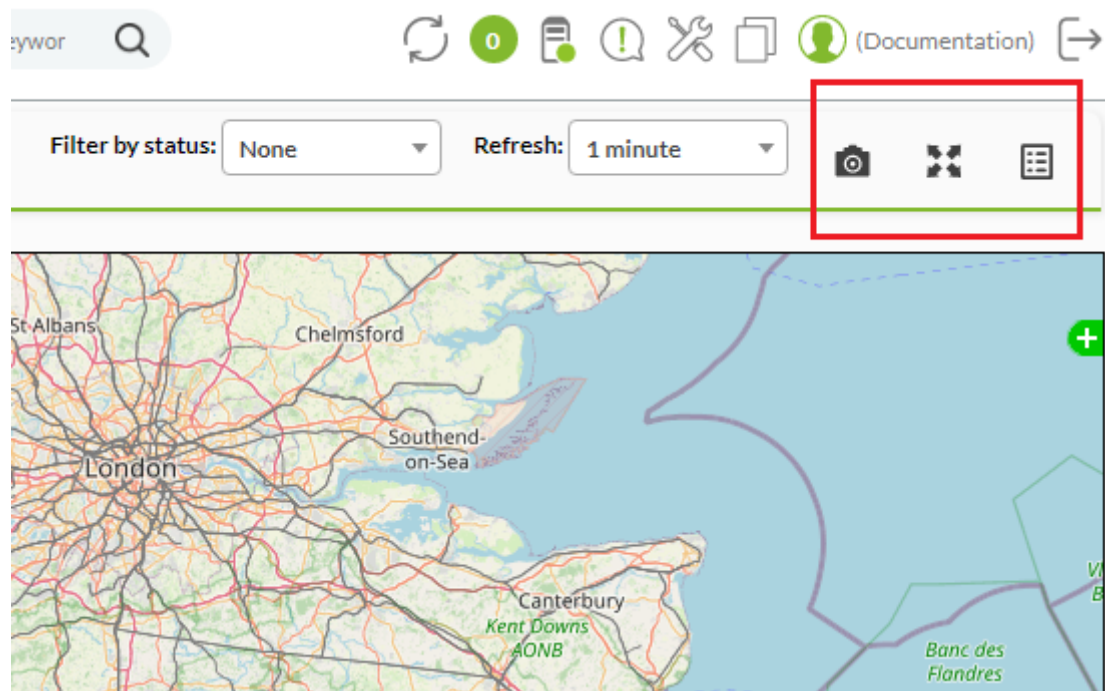 eywor
0
(Documentation)
Filter by status: None
Refresh: 1 minute
St Albans
Chelmsford
Southend-
on-Sea
London
Canterbury
Kent Downs
AONB
Banc des
Flandres